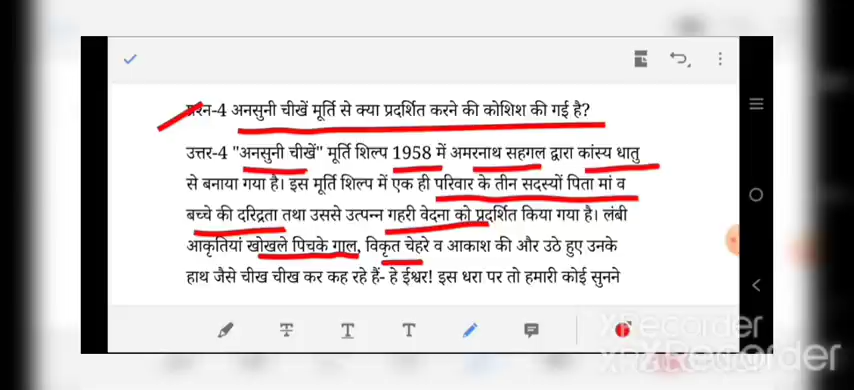 प्रश्न-4 अनसुनी चीखें मूर्ति से क्या प्रदर्शित करने की कोशिश की गई है?
उत्तर-4 "अनसुनी चीखें" मूर्ति शिल्प 1958 में अमरनाथ सहगल द्वारा कांस्य धातु
से बनाया गया है। इस मूर्ति शिल्प में एक ही परिवार के तीन सदस्यों पिता मां व
बच्चे की दरिद्रता तथा उससे उत्पन्न गहरी वेदना को प्रदर्शित किया गया है। लंबी
आकृतियां खोखले पिचके गाल, विकृत चेहरे व आकाश की और उठे हुए उनके
हाथ जैसे चीख चीख कर कह रहे हैं- हे ईश्वर! इस धरा पर तो हमारी कोई सुनने
T T T
XRecorder
XRecorder